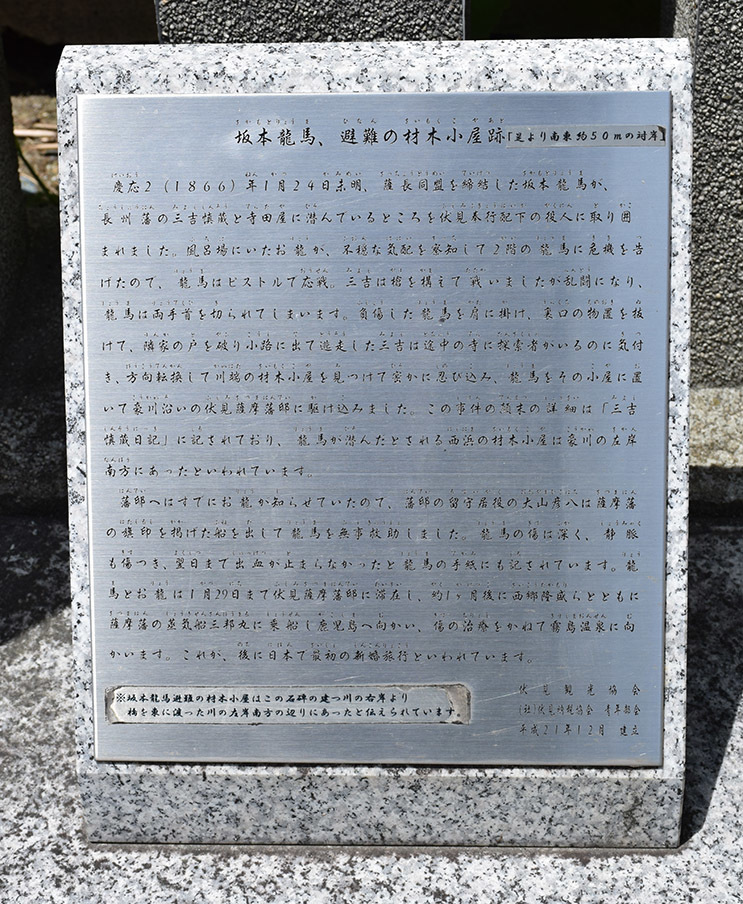 坂本龍馬、避難の材木小屋跡「足より南東約50mの対岸」
慶応2(1866)年1月24日未明、薩長同盟を締結した坂本龍馬が、
長州藩の三吉慎蔵と寺田屋に潜んでいるところを伏見奉行配下の役人に取り囲
まれました。風呂場にいたお龍が、不穏な気配を察知して2階の龍馬に危機を告
げたので、龍馬はピストルで応戦。三吉は槍を構えて戦いましたが乱闘になり、
龍馬は両手首を切られてしまいます。負傷した龍馬を肩に掛け、裏口の物置を抜
けて、隣家の戸を破り小路に出て逃走した三吉は途中の寺に探索者がいるのに気付
き、方向転換して川端の材木小屋を見つけて密かに忍び込み、龍馬をその小屋に置
いて濠川沿いの伏見薩摩藩邸に駆け込みました。この事件の顛末の詳細は「三吉
慎蔵日記」に記されており、龍馬が潜んだとされる西浜の材木小屋は濠川の左岸
南方にあったといわれています。
藩邸へはすでにお龍が知らせていたので、藩邸の留守居役の大山彦八は薩摩藩
の旗印を掲げた船を出して龍馬を無事救助しました。龍馬の傷は深く、静脈
も傷つき、翌日まで出血が止まらなかったと龍馬の手紙にも記されています。龍
馬とお龍は1月29日まで伏見薩摩藩邸に滞在し、約1ヶ月後に西郷隆盛らとともに
薩摩藩の蒸気船三邦丸に乗船し鹿児島へ向かい、傷の治療をかねて霧島温泉に向
かいます。これが、後に日本で最初の新婚旅行といわれています。
※坂本龍馬避難の材木小屋はこの石碑の建つ川の右岸より
橋を東に渡った川の左岸南方の辺りにあったと伝えられています。
伏見観光協会
(社)伏見納税協会 青年部会
平成21年12月 建立